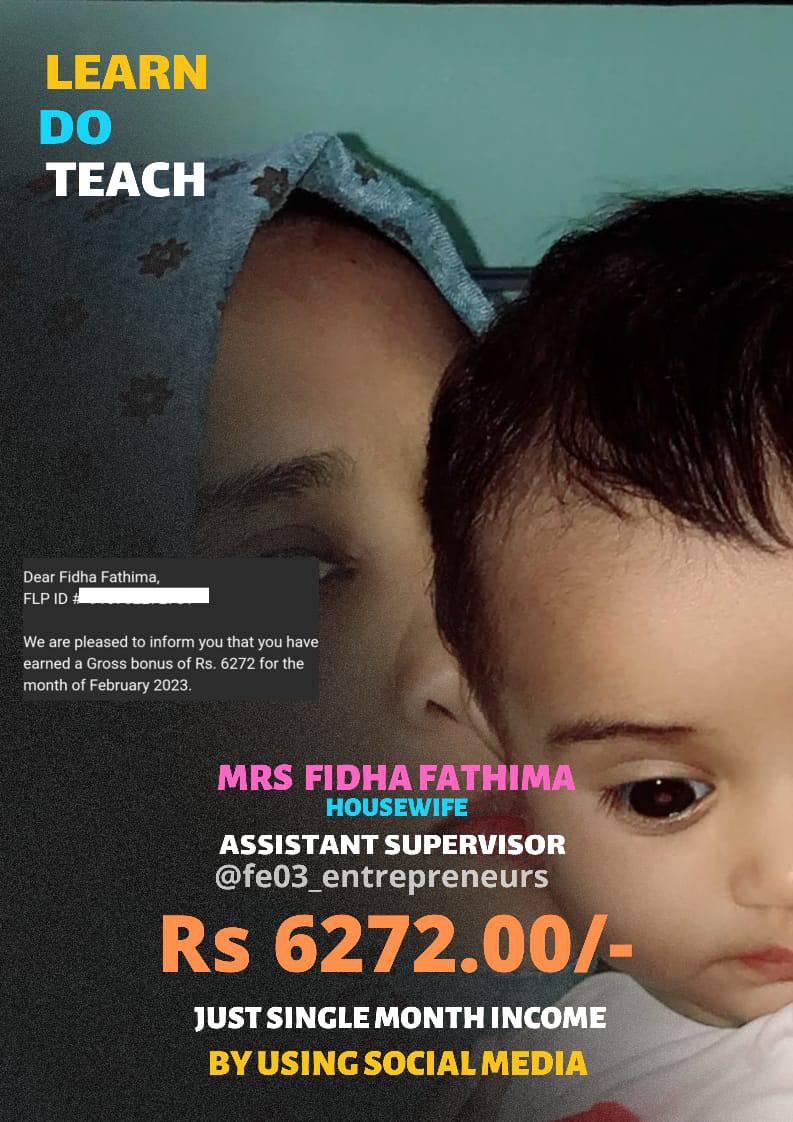 LEARN
DO
TEACH
Dear Fidha Fathima,
FLP ID #
We are pleased to inform you that you have
earned a Gross bonus of Rs. 6272 for the
month of February 2023.
MRS FIDHA FATHIMA
HOUSEWIFE
ASSISTANT SUPERVISOR
@fe03_entrepreneurs
Rs 6272.00/-
JUST SINGLE MONTH INCOME
BY USING SOCIAL MEDIA